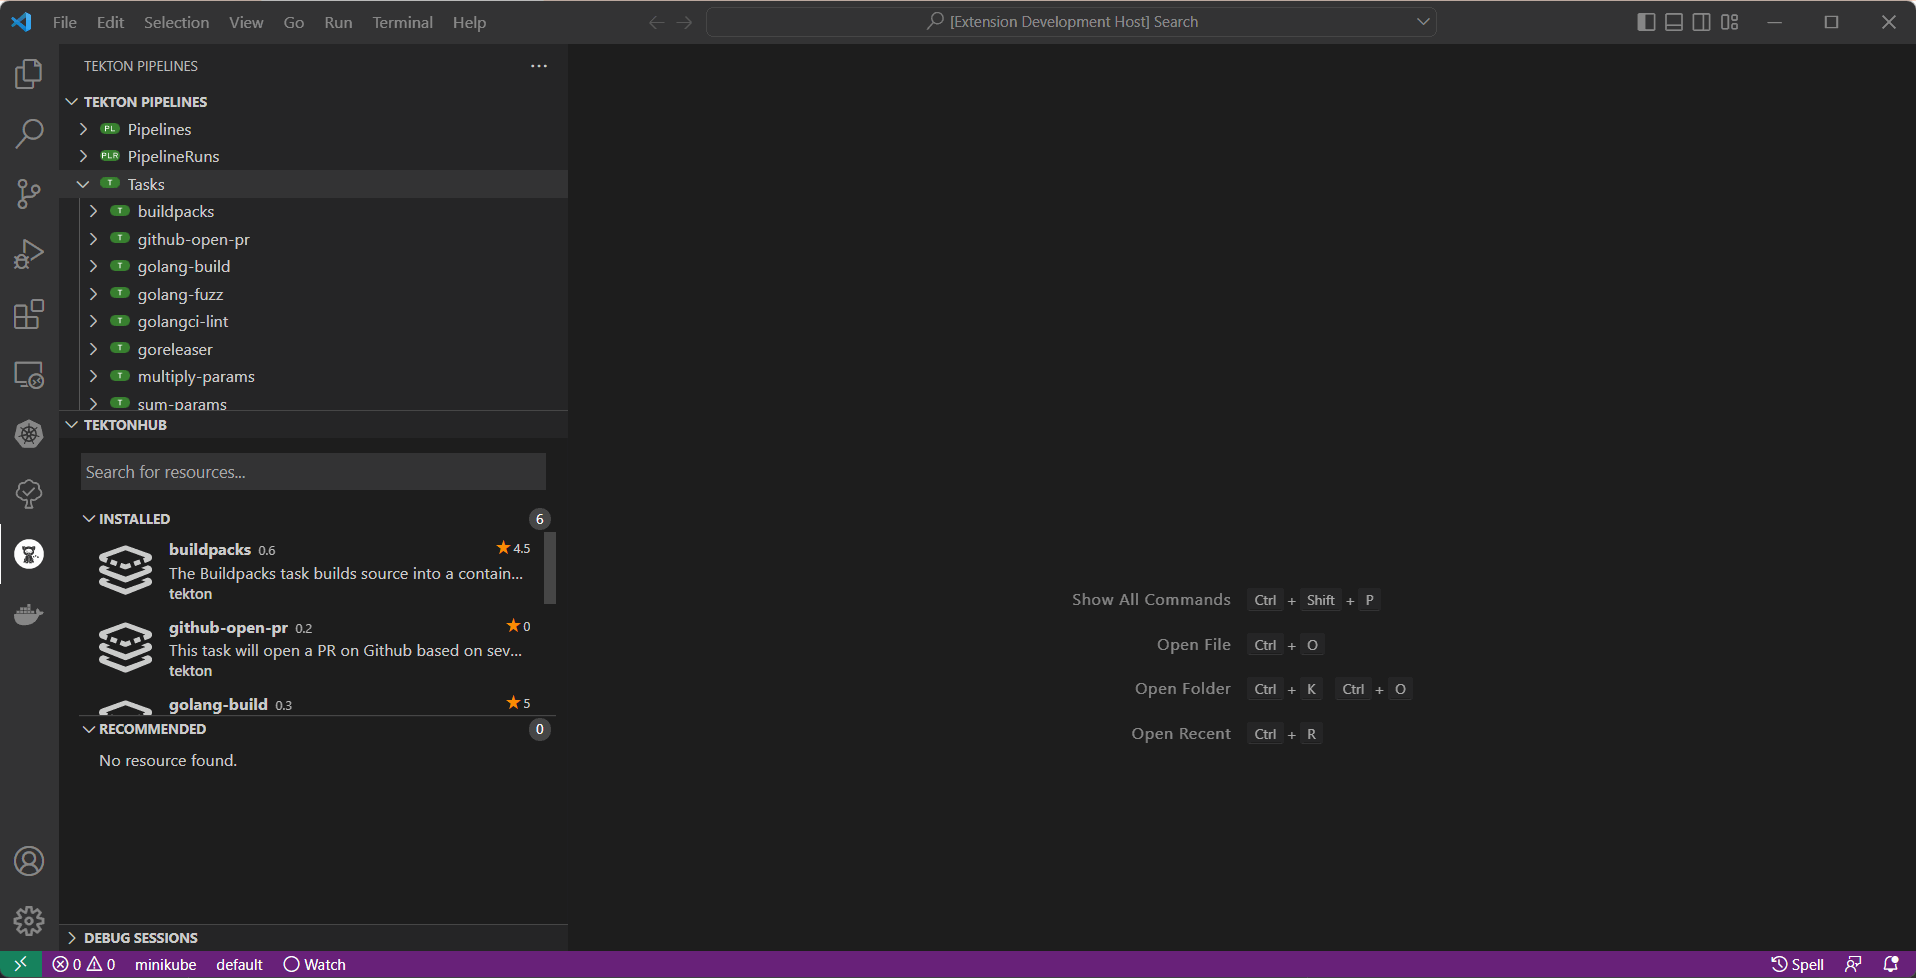 File Edit Selection View Go Run Terminal Help
[Extension Development Host] Search
TEKTON PIPELINES
TEKTON PIPELINES
PL Pipelines
PLR PipelineRuns
T Tasks
T buildpacks
T github-open-pr
T golang-build
T golang-fuzz
T golangci-lint
T goreleaser
T multiply-params
T sum-params
TEKTONHUB
Search for resources...
INSTALLED 6
buildpacks 0.6 4.5
The Buildpacks task builds source into a contain...
tekton
github-open-pr 0.2 0
This task will open a PR on Github based on sev...
tekton
golang-build 0.3 5
RECOMMENDED 0
No resource found.
DEBUG SESSIONS
Show All Commands Ctrl + Shift + P
Open File Ctrl + O
Open Folder Ctrl + K Ctrl + O
Open Recent Ctrl + R
0 0 minikube default Watch Spell